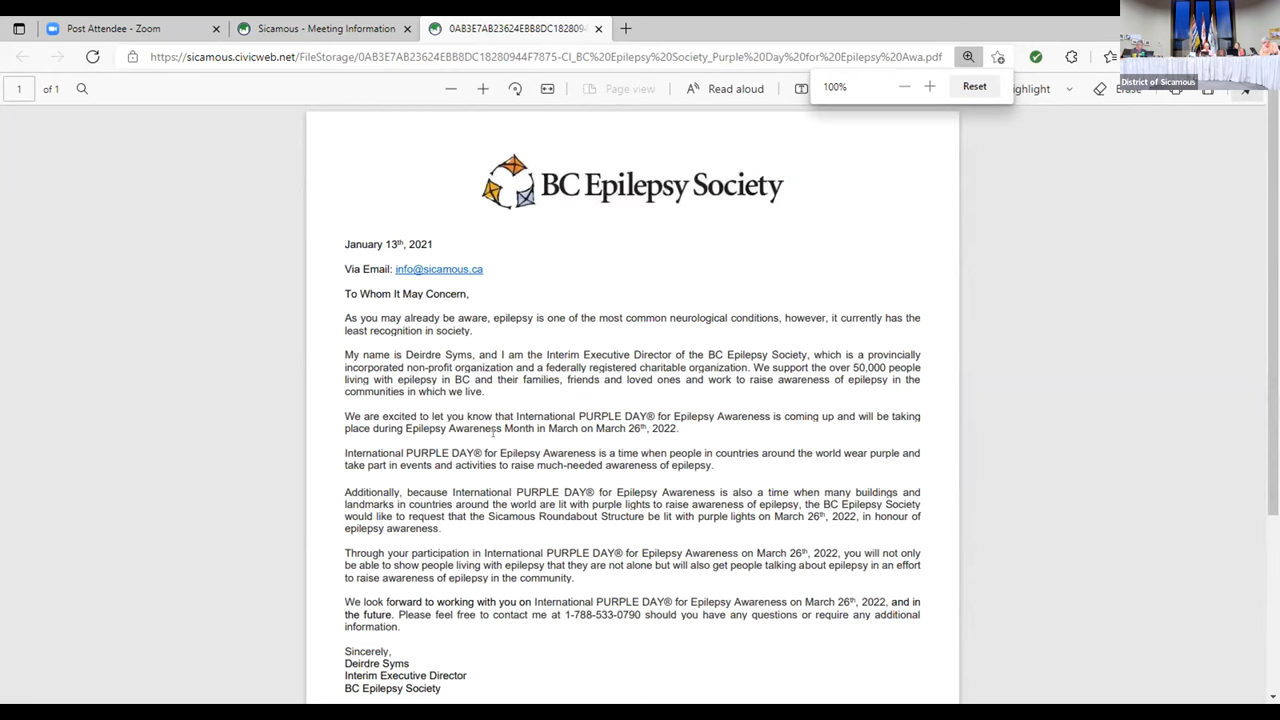 Post Attendee - Zoom
Sicamous - Meeting Information
0AB3E7AB23624EBB8DC18280944
https://sicamous.civicweb.net/FileStorage/0AB3E7AB23624EBB8DC18280944F7875-CI_BC%20Epilepsy%20Society_Purple%20Day%20for%20Epilepsy%20Awa.pdf
District of Sicamous
1 of 1
Page view
Read aloud
100%
Reset
highlight
Erase
BC Epilepsy Society
January 13th, 2021
Via Email: info@sicamous.ca
To Whom It May Concern,
As you may already be aware, epilepsy is one of the most common neurological conditions, however, it currently has the
least recognition in society.
My name is Deirdre Syms, and I am the Interim Executive Director of the BC Epilepsy Society, which is a provincially
incorporated non-profit organization and a federally registered charitable organization. We support the over 50,000 people
living with epilepsy in BC and their families, friends and loved ones and work to raise awareness of epilepsy in the
communities in which we live.
We are excited to let you know that International PURPLE DAY® for Epilepsy Awareness is coming up and will be taking
place during Epilepsy Awareness Month in March on March 26th, 2022.
International PURPLE DAY® for Epilepsy Awareness is a time when people in countries around the world wear purple and
take part in events and activities to raise much-needed awareness of epilepsy.
Additionally, because International PURPLE DAY® for Epilepsy Awareness is also a time when many buildings and
landmarks in countries around the world are lit with purple lights to raise awareness of epilepsy, the BC Epilepsy Society
would like to request that the Sicamous Roundabout Structure be lit with purple lights on March 26th, 2022, in honour of
epilepsy awareness.
Through your participation in International PURPLE DAY® for Epilepsy Awareness on March 26th, 2022, you will not only
be able to show people living with epilepsy that they are not alone but will also get people talking about epilepsy in an effort
to raise awareness of epilepsy in the community.
We look forward to working with you on International PURPLE DAY® for Epilepsy Awareness on March 26th, 2022, and in
the future. Please feel free to contact me at 1-788-533-0790 should you have any questions or require any additional
information.
Sincerely,
Deirdre Syms
Interim Executive Director
BC Epilepsy Society